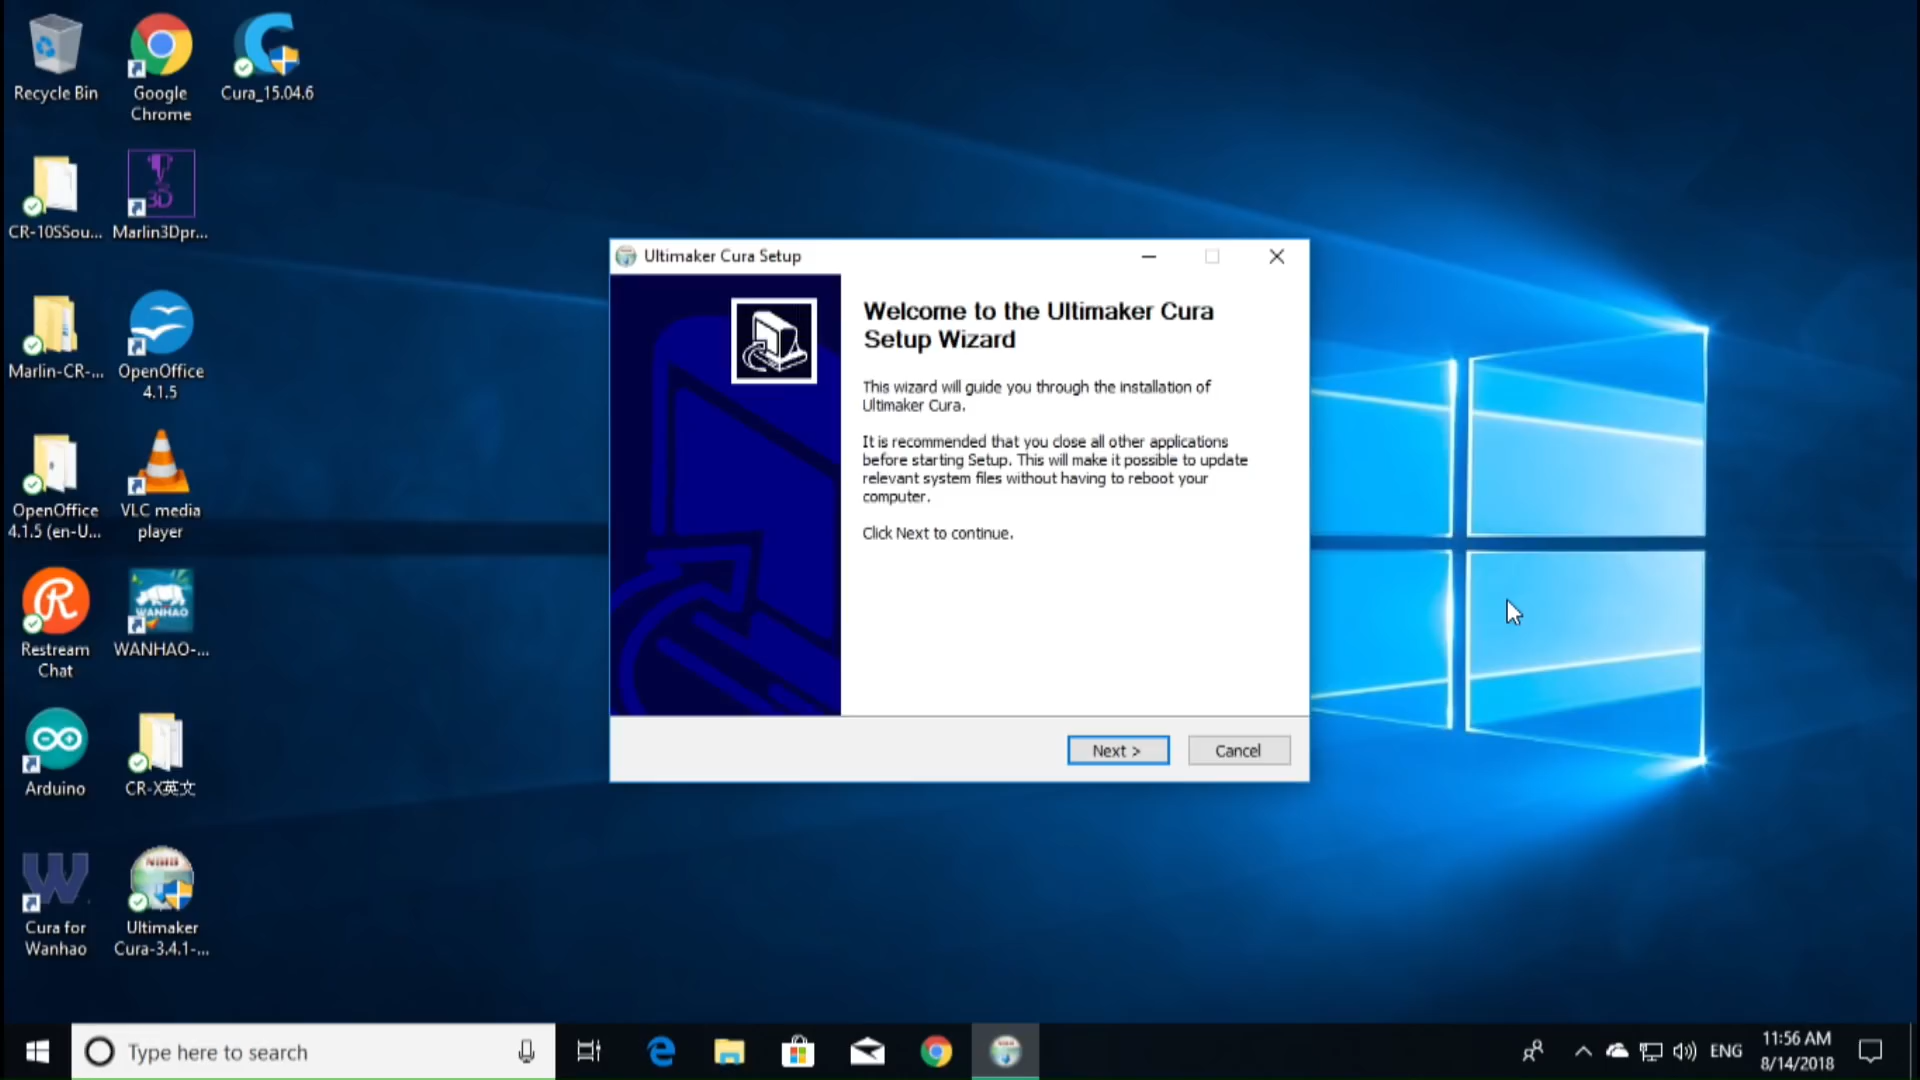 Recycle Bin
Google
Chrome
Cura_15.04.6
CR-10SSou...
3D
Marlin3Dpr...
Marlin-CR-...
OpenOffice
4.1.5
OpenOffice
4.1.5 (en-U...
VLC media
player
Restream
Chat
WANHAO
WANHAO-...
Arduino
CR-X英文
Cura for
Wanhao
Ultimaker
Cura-3.4.1-...
Ultimaker Cura Setup
Welcome to the Ultimaker Cura
Setup Wizard
This wizard will guide you through the installation of
Ultimaker Cura.
It is recommended that you close all other applications
before starting Setup. This will make it possible to update
relevant system files without having to reboot your
computer.
Click Next to continue.
Next >
Cancel
Type here to search
ENG
11:56 AM
8/14/2018